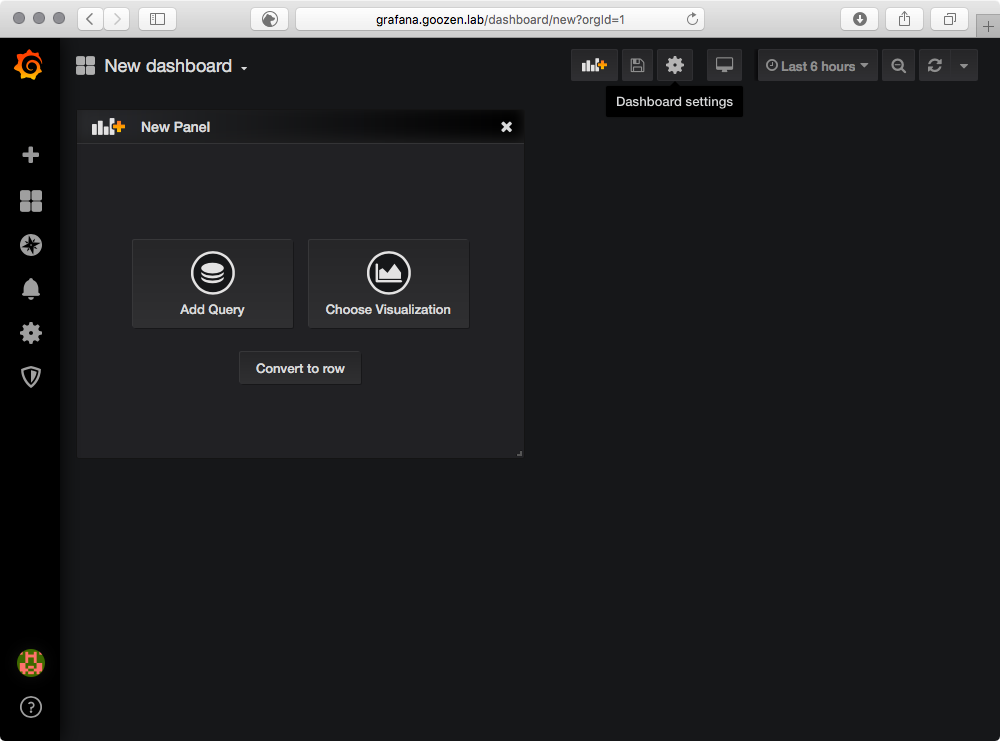 grafana.goozen.lab/dashboard/new?orgId=1
New dashboard
Last 6 hours
Dashboard settings
New Panel
Add Query
Choose Visualization
Convert to row
?